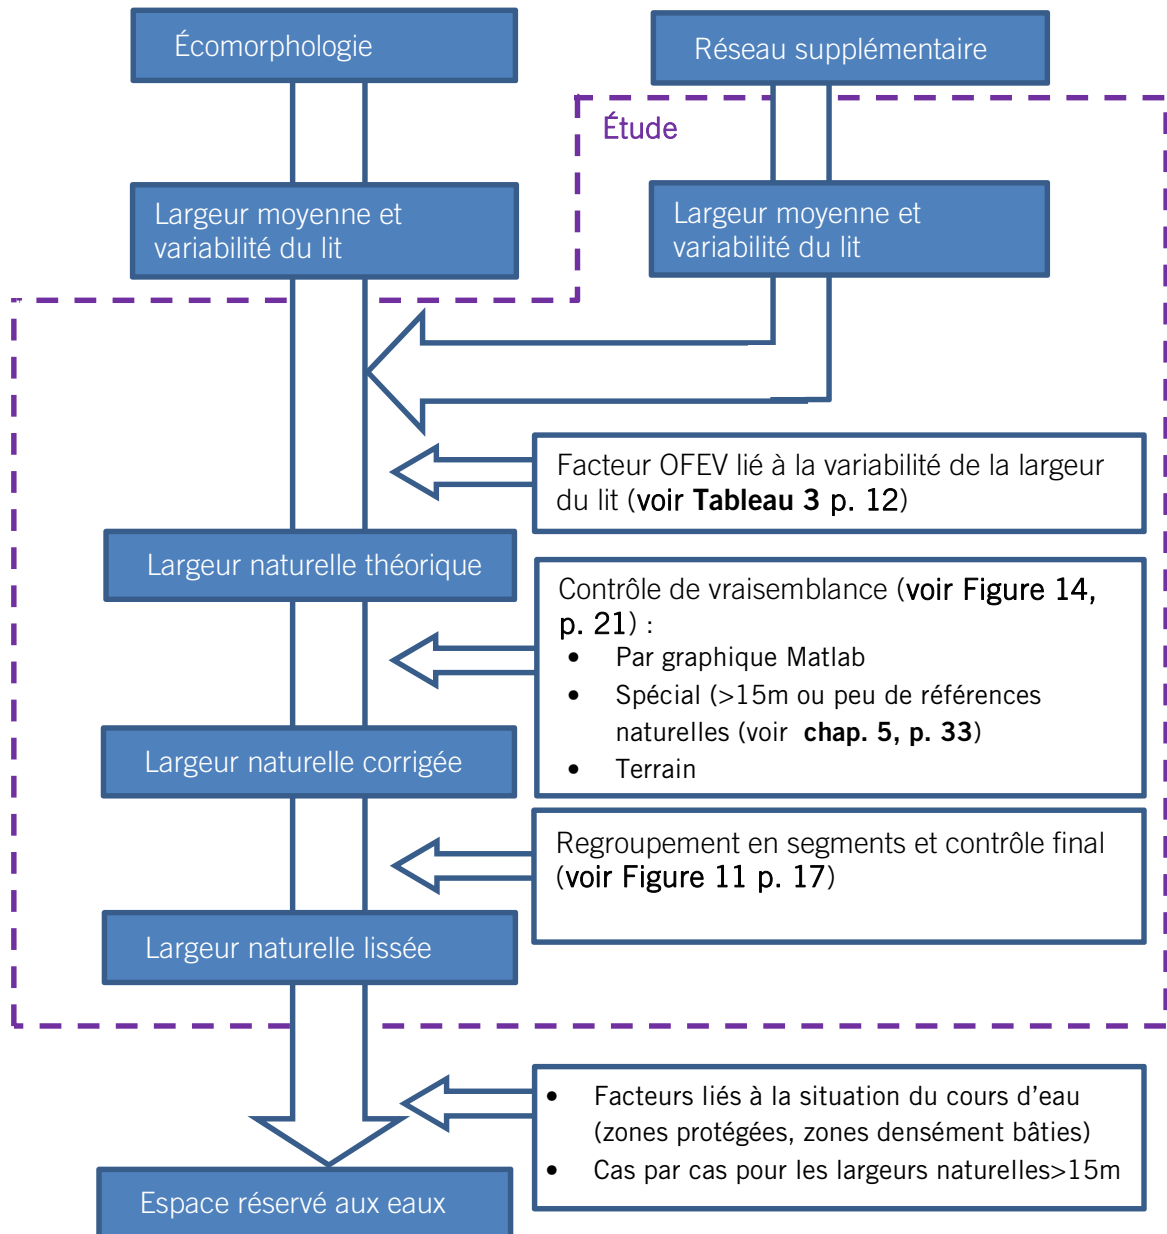 Écomorphologie
Réseau supplémentaire
Étude
Largeur moyenne et
variabilité du lit
Largeur moyenne et
variabilité du lit
Facteur OFEV lié à la variabilité de la largeur
du lit (voir Tableau 3 p. 12)
Largeur naturelle théorique
Contrôle de vraisemblance (voir Figure 14,
p. 21) :
• Par graphique Matlab
• Spécial (>15m ou peu de références
naturelles (voir chap. 5, p. 33)
• Terrain
Largeur naturelle corrigée
Regroupement en segments et contrôle final
(voir Figure 11 p. 17)
Largeur naturelle lissée
• Facteurs liés à la situation du cours d’eau
(zones protégées, zones densément bâties)
• Cas par cas pour les largeurs naturelles>15m
Espace réservé aux eaux